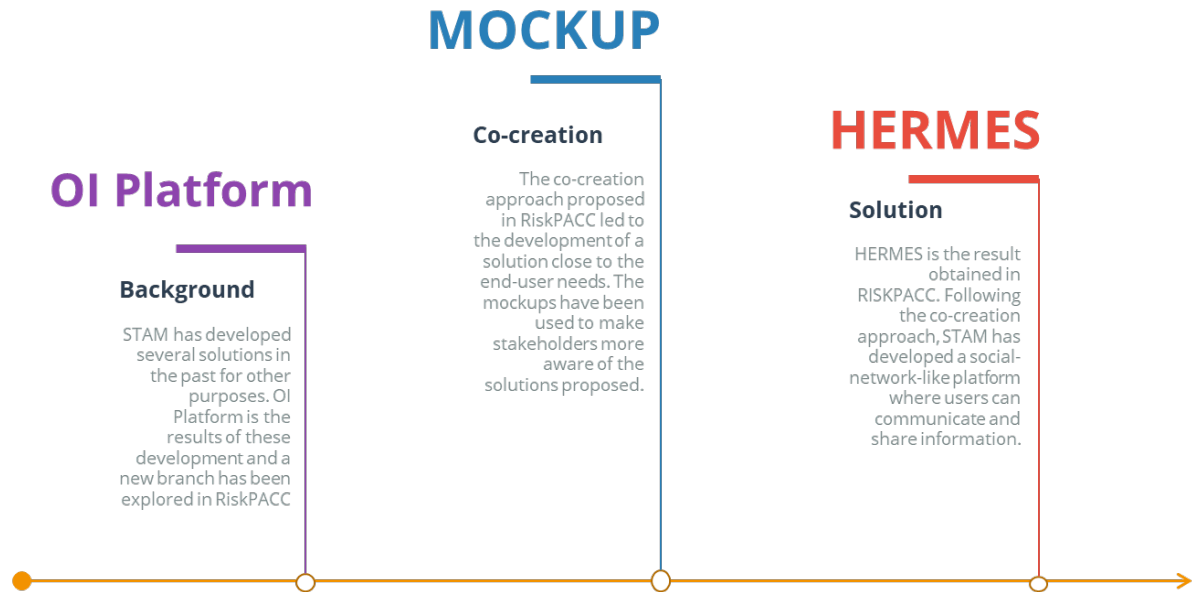 OI Platform
Background
STAM has developed
several solutions in
the past for other
purposes. OI
Platform is the
results of these
development and a
new branch has been
explored in RiskPACC
MOCKUP
Co-creation
The co-creation
approach proposed
in RiskPACC led to
the development of a
solution close to the
end-user needs. The
mockups have been
used to make
stakeholders more
aware of the
solutions proposed.
HERMES
Solution
HERMES is the result
obtained in
RISKPACC. Following
the co-creation
approach, STAM has
developed a social-
network-like platform
where users can
communicate and
share information.